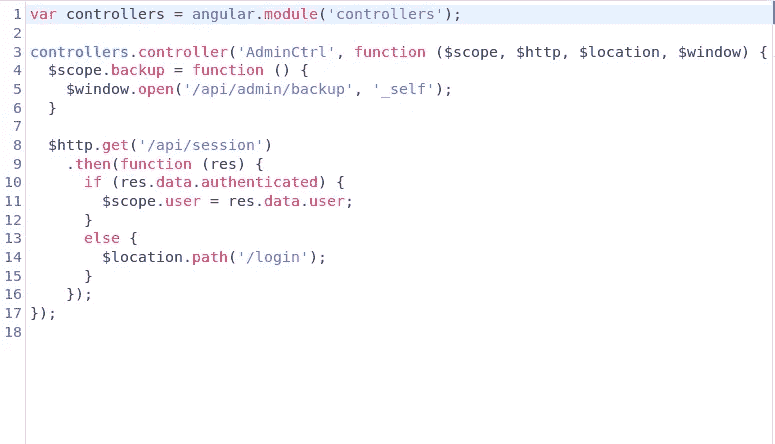 1 var controllers = angular.module('controllers');
2
3 controllers.controller('AdminCtrl', function ($scope, $http, $location, $window) {
4   $scope.backup = function () {
5     $window.open('/api/admin/backup', '_self');
6   }
7
8   $http.get('/api/session')
9     .then(function (res) {
10       if (res.data.authenticated) {
11         $scope.user = res.data.user;
12       }
13       else {
14         $location.path('/login');
15       }
16     });
17 });
18